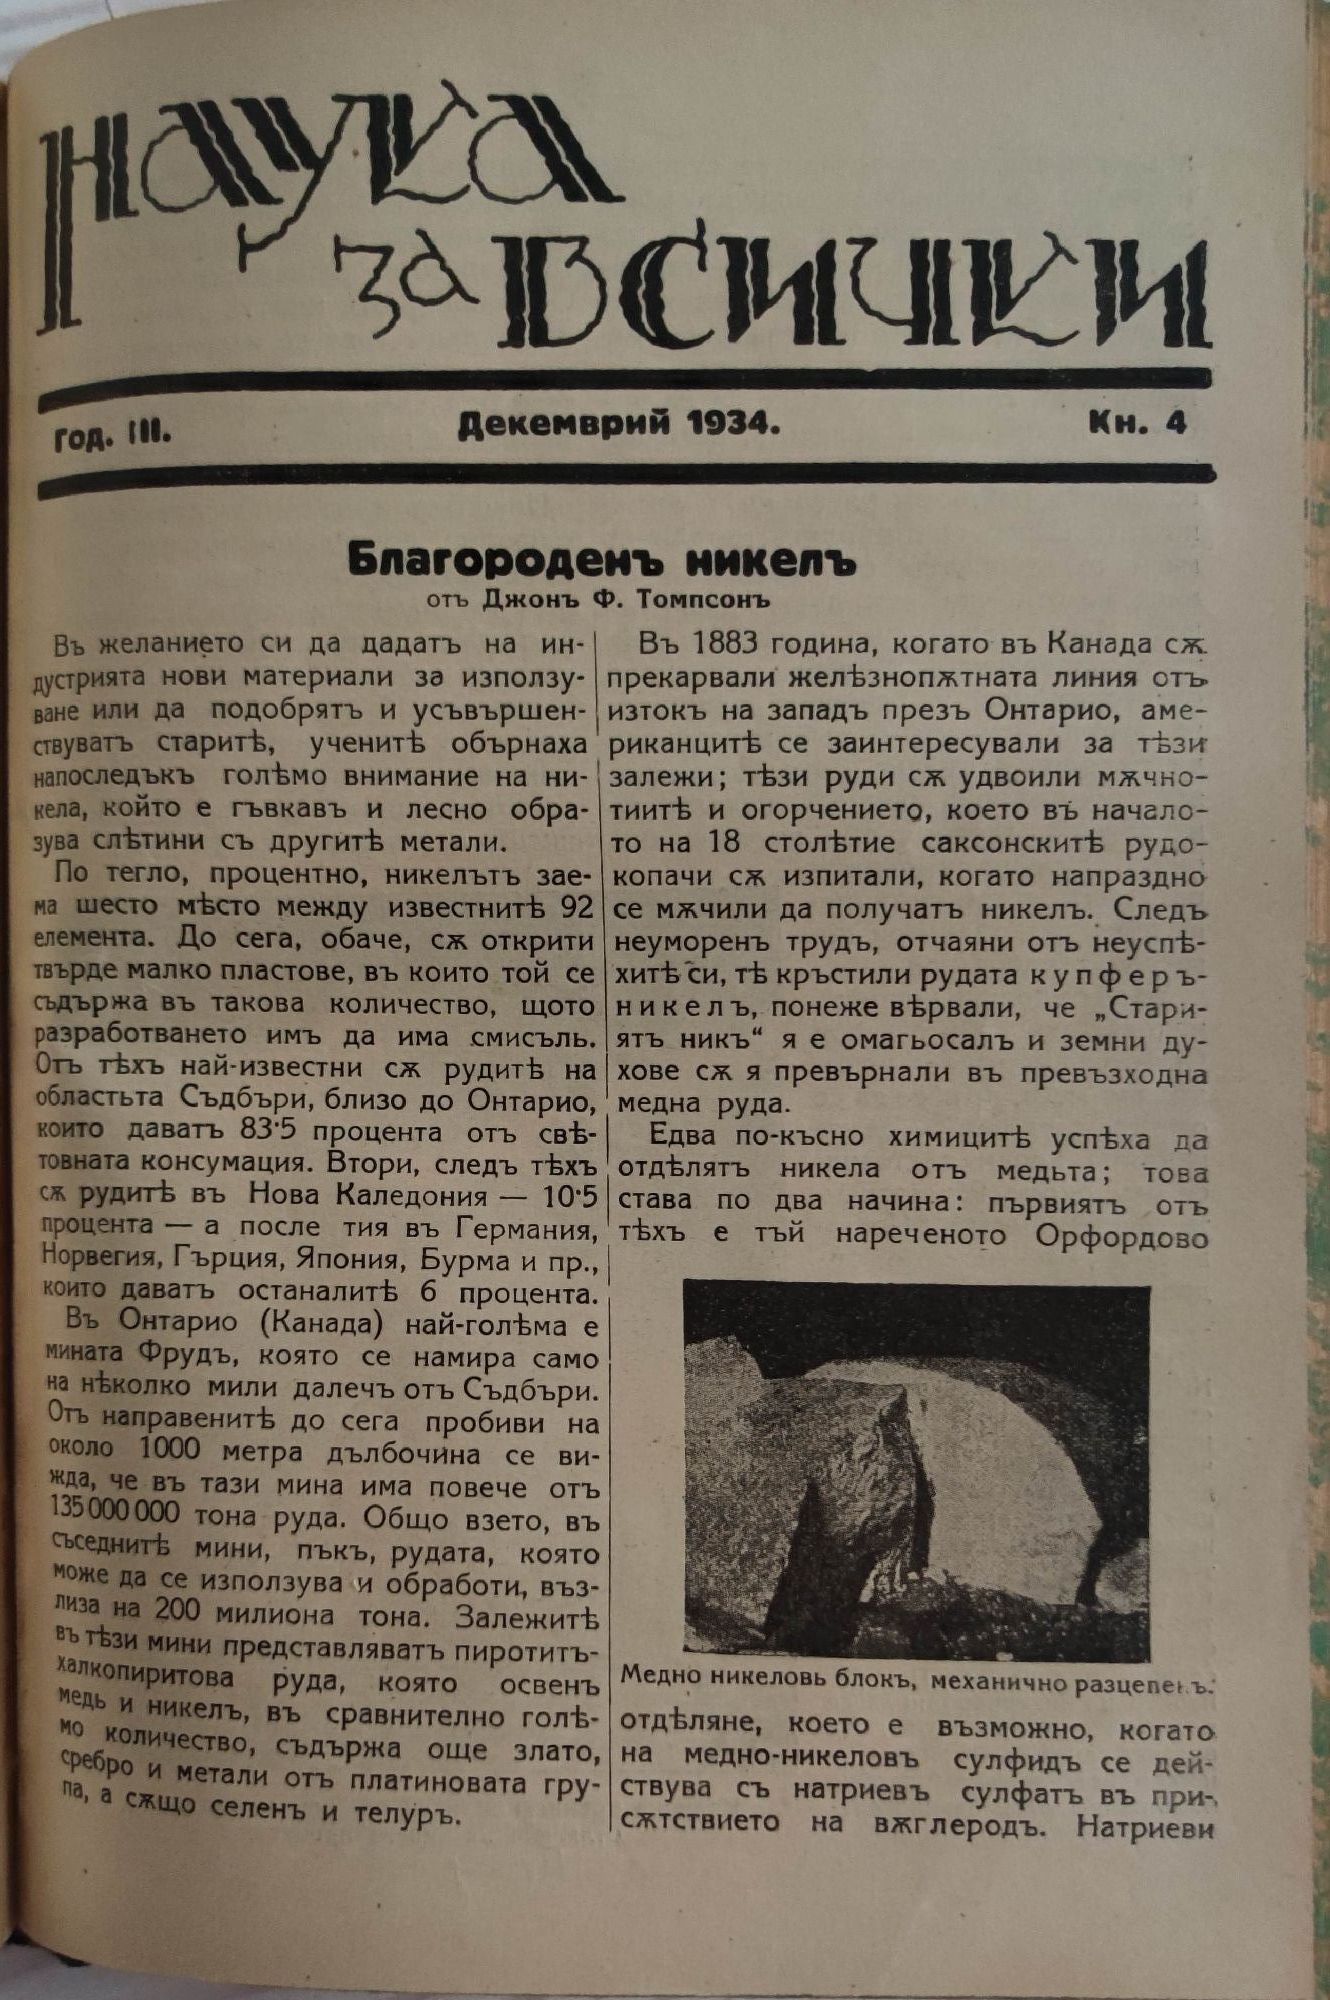 Наука
за Всички
Год. III.
Декемврий 1934.
Кн. 4
Благороденъ никелъ
отъ Джонъ Ф. Томпсонъ
Въ желанието си да дадатъ на ин-
дустрията нови материали за използу-
ване или да подобрятъ и усъвършен-
ствуватъ старитѣ, ученитѣ обърнаха
напоследъкъ голѣмо внимание на ни-
кела, който е гъвкавъ и лесно обра-
зува слѣтини съ другитѣ метали.
По тегло, процентно, никелътъ зае-
ма шесто мѣсто между известнитѣ 92
елемента. До сега, обаче, сѫ открити
твърде малко пластове, въ които той се
съдържа въ такова количество, щото
разработването имъ да има смисъль.
Отъ тѣхъ най-известни сѫ рудитѣ на
областьта Съдбъри, близо до Онтарио,
които даватъ 83·5 процента отъ свѣ-
товната консумация. Втори, следъ тѣхъ
сѫ рудитѣ въ Нова Каледония — 10·5
процента — а после тия въ Германия,
Норвегия, Гърция, Япония, Бурма и пр.,
които даватъ останалитѣ 6 процента.
Въ Онтарио (Канада) най-голѣма е
мината Фрудъ, която се намира само
на нѣколко мили далечъ отъ Съдбъри.
Отъ направенитѣ до сега пробиви на
около 1000 метра дълбочина се ви-
жда, че въ тази мина има повече отъ
135 000 000 тона руда. Общо взето, въ
съседнитѣ мини, пъкъ, рудата, която
може да се използува и обработи, въз-
лиза на 200 милиона тона. Залежитѣ
въ тѣзи мини представляватъ пиротитъ-
халкопиритова руда, която освенъ
медь и никелъ, въ сравнително голѣ-
мо количество, съдържа още злато,
сребро и метали отъ платиновата гру-
па, а сѫщо селенъ и телуръ.
Въ 1883 година, когато въ Канада сѫ
прекарвали желѣзнопѫтната линия отъ
изтокъ на западъ презъ Онтарио, аме-
риканцитѣ се заинтересували за тѣзи
залежи; тѣзи руди сѫ удвоили мѫчно-
тиитѣ и огорчението, което въ начало-
то на 18 столѣтие саксонскитѣ рудо-
копачи сѫ изпитали, когато напраздно
се мѫчили да получатъ никелъ. Следъ
неуморенъ трудъ, отчаяни отъ неуспѣ-
хитѣ си, тѣ кръстили рудата купферъ-
никелъ, понеже вѣрвали, че „Стари-
ятъ никъ“ я е омагьосалъ и земни ду-
хове сѫ я превърнали въ превъзходна
медна руда.
Едва по-късно химицитѣ успѣха да
отдѣлятъ никела отъ медьта; това
става по два начина: първиятъ отъ
тѣхъ е тъй нареченото Орфордово
Медно никеловъ блокъ, механично разцепенъ.
отдѣляне, което е възможно, когато
на медно-никеловъ сулфидъ се дей-
ствува съ натриевъ сулфатъ въ при-
сѫтствието на вѫглеродъ. Натриеви